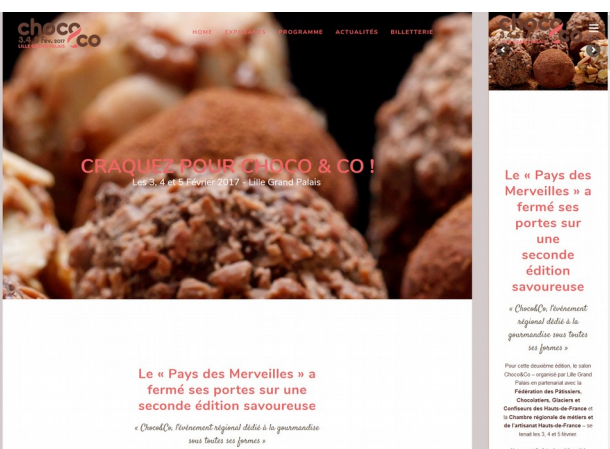 choco
&co
3.4.5 FÉV. 2017
HOME EXPOSANTS PROGRAMME ACTUALITÉS BILLETTERIE
CRAQUEZ POUR CHOCO & CO !
Les 3, 4 et 5 Février 2017 - Lille Grand Palais
Le « Pays des Merveilles » a
fermé ses portes sur une
seconde édition savoureuse
« Choco&Co, l'événement régional dédié à la gourmandise
sous toutes ses formes »
choco
&co
Le « Pays des
Merveilles » a
fermé ses
portes sur
une
seconde
édition
savoureuse
« Choco&Co, l'événement
régional dédié à la
gourmandise sous toutes
ses formes »
Pour cette deuxième édition, le salon
Choco&Co – organisé par Lille Grand
Palais en partenariat avec la
Fédération des Pâtissiers,
Chocolatiers, Glaciers et
Confiseurs des Hauts-de-France et
la Chambre régionale de métiers et
de l'artisanat Hauts-de-France – se
tenait les 3, 4 et 5 février.